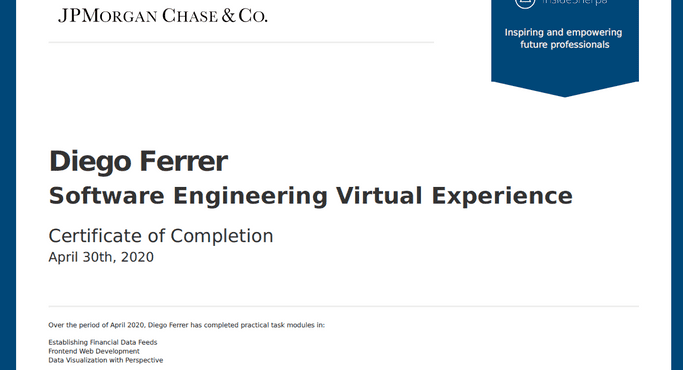 JPMORGAN CHASE & CO.
InsideSherpa
Inspiring and empowering
future professionals
Diego Ferrer
Software Engineering Virtual Experience
Certificate of Completion
April 30th, 2020
Over the period of April 2020, Diego Ferrer has completed practical task modules in:
Establishing Financial Data Feeds
Frontend Web Development
Data Visualization with Perspective